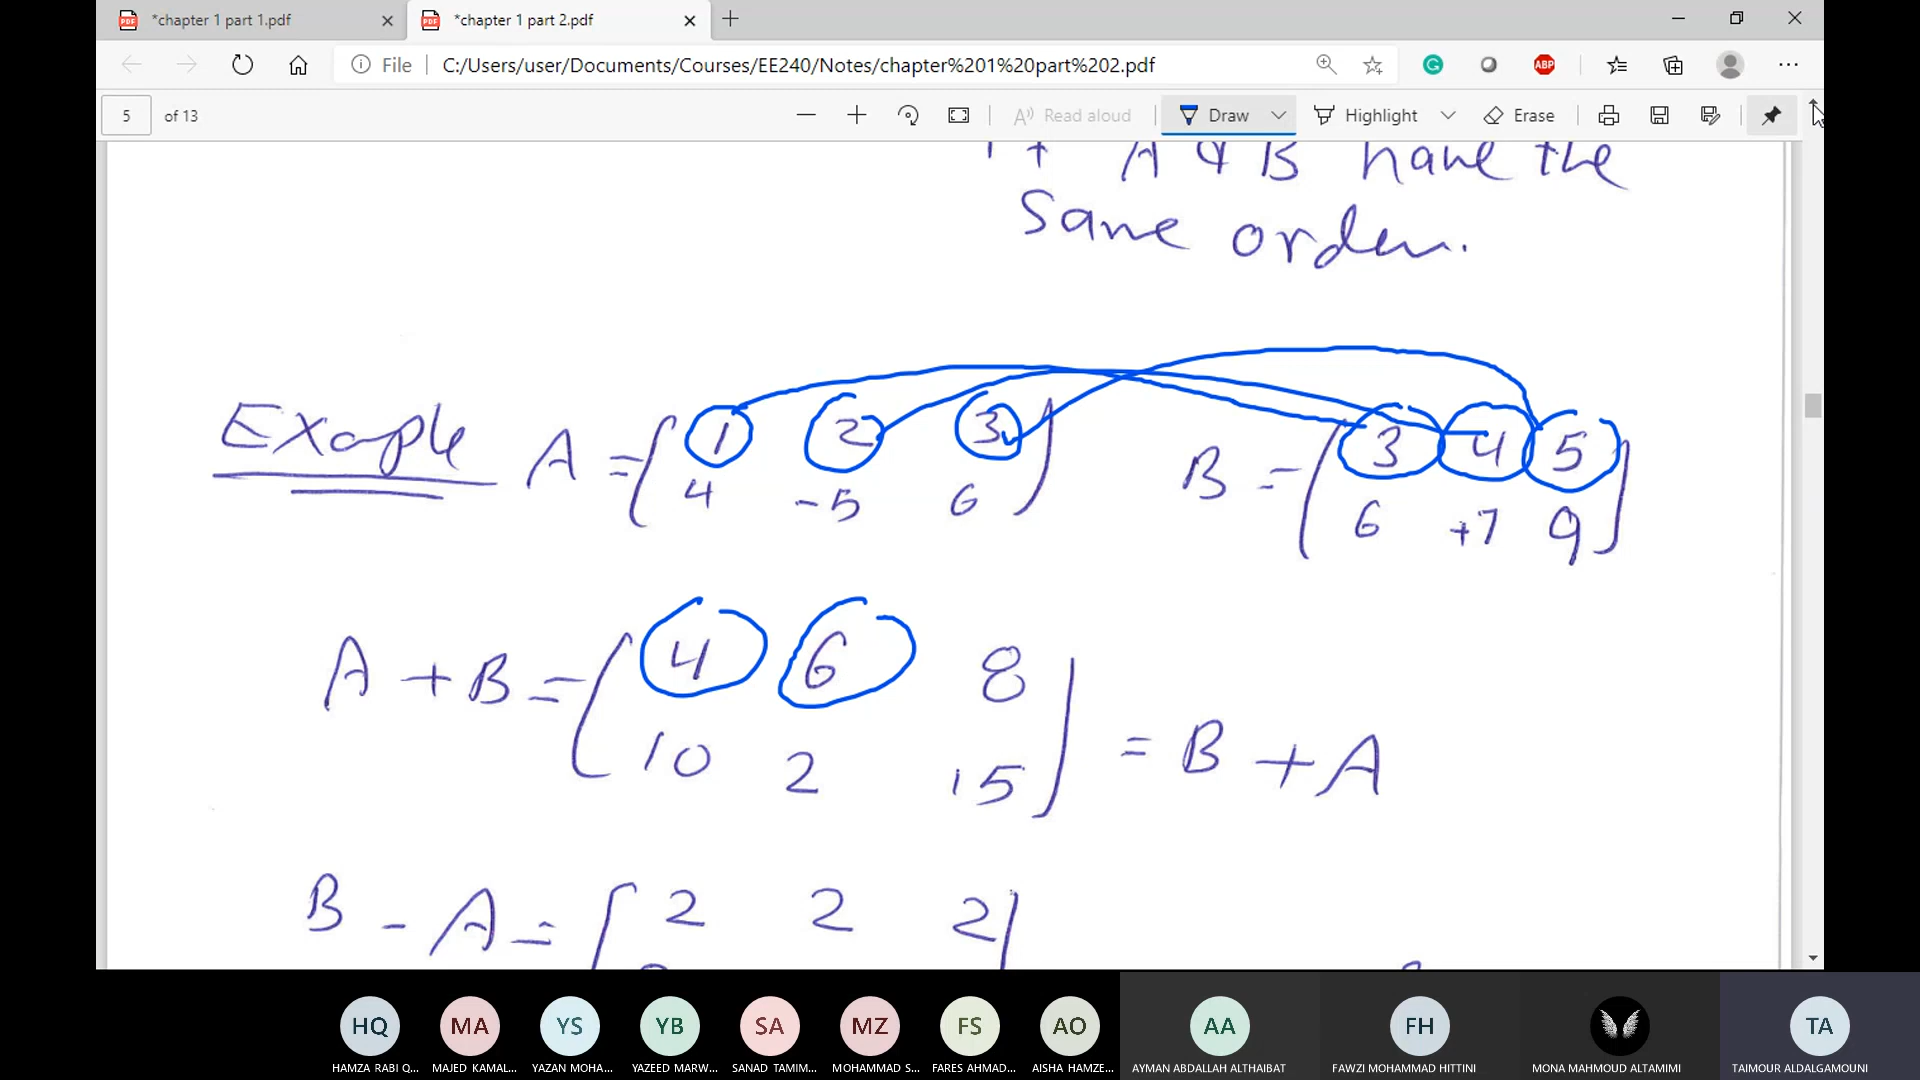 *chapter 1 part 1.pdf
*chapter 1 part 2.pdf
File C:/Users/user/Documents/Courses/EE240/Notes/chapter%201%20part%202.pdf
ABP
5 of 13
Read aloud
Draw
Highlight
Erase
A & B have the
Same order.
Example A = ( 1 2 3
4 -5 6 )
B = ( 3 4 5
6 +7 9 )
A + B = ( 4 6 8
10 2 15 ) = B + A
B - A = ( 2 2 2
HQ MA YS YB SA MZ FS AO AA FH TA
HAMZA RABI Q... MAJED KAMAL... YAZAN MOHA... YAZEED MARW... SANAD TAMIM... MOHAMMAD S... FARES AHMAD... AISHA HAMZE... AYMAN ABDALLAH ALTHAIBAT FAWZI MOHAMMAD HITTINI MONA MAHMOUD ALTAMIMI TAIMOUR ALDALGAMOUNI